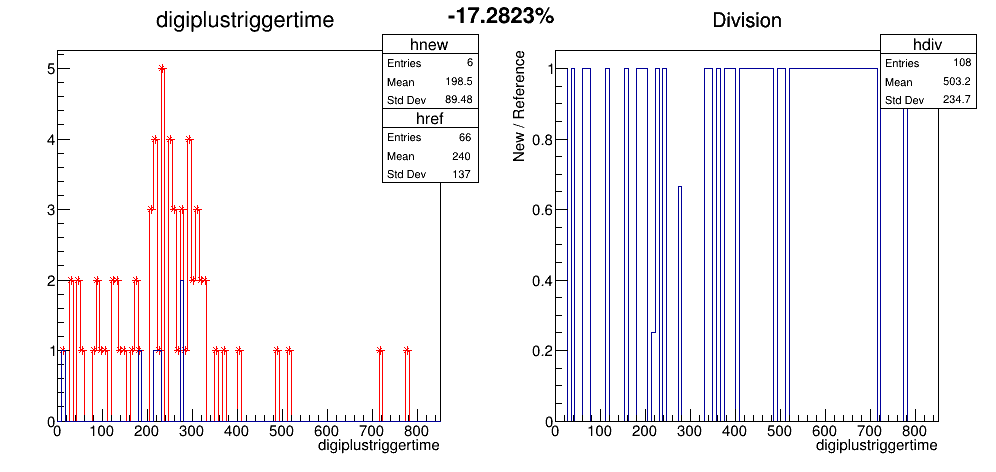 digiplustriggertime
-17.2823%
Division
hnew
Entries 6
Mean 198.5
Std Dev 89.48
href
Entries 66
Mean 240
Std Dev 137
5
4
3
2
1
0
0 100 200 300 400 500 600 700 800
digiplustriggertime
hdiv
Entries 108
Mean 503.2
Std Dev 234.7
New / Reference
1
0.8
0.6
0.4
0.2
0
0 100 200 300 400 500 600 700 800
digiplustriggertime